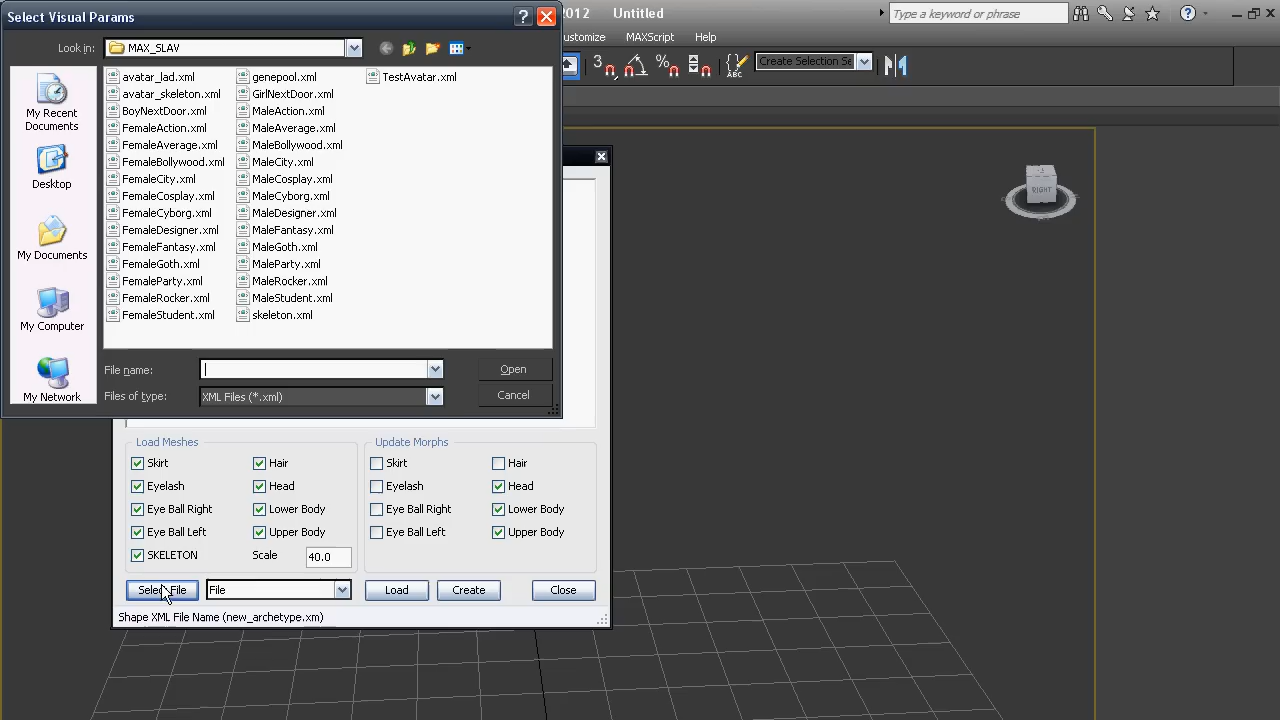 Select Visual Params
2012 Untitled
Type a keyword or phrase
Look in: MAX_SLAV
ustomize MAXScript Help
Create Selection Se
3
%
ABC
My Recent Documents
Desktop
My Documents
My Computer
My Network
avatar_lad.xml
avatar_skeleton.xml
BoyNextDoor.xml
FemaleAction.xml
FemaleAverage.xml
FemaleBollywood.xml
FemaleCity.xml
FemaleCosplay.xml
FemaleCyborg.xml
FemaleDesigner.xml
FemaleFantasy.xml
FemaleGoth.xml
FemaleParty.xml
FemaleRocker.xml
FemaleStudent.xml
genepool.xml
GirlNextDoor.xml
MaleAction.xml
MaleAverage.xml
MaleBollywood.xml
MaleCity.xml
MaleCosplay.xml
MaleCyborg.xml
MaleDesigner.xml
MaleFantasy.xml
MaleGoth.xml
MaleParty.xml
MaleRocker.xml
MaleStudent.xml
skeleton.xml
TestAvatar.xml
RIGHT
File name:
Open
Files of type: XML Files (*.xml)
Cancel
Load Meshes
Skirt Hair
Eyelash Head
Eye Ball Right Lower Body
Eye Ball Left Upper Body
SKELETON Scale 40.0
Update Morphs
Skirt Hair
Eyelash Head
Eye Ball Right Lower Body
Eye Ball Left Upper Body
Select File File Load Create Close
Shape XML File Name (new_archetype.xm)